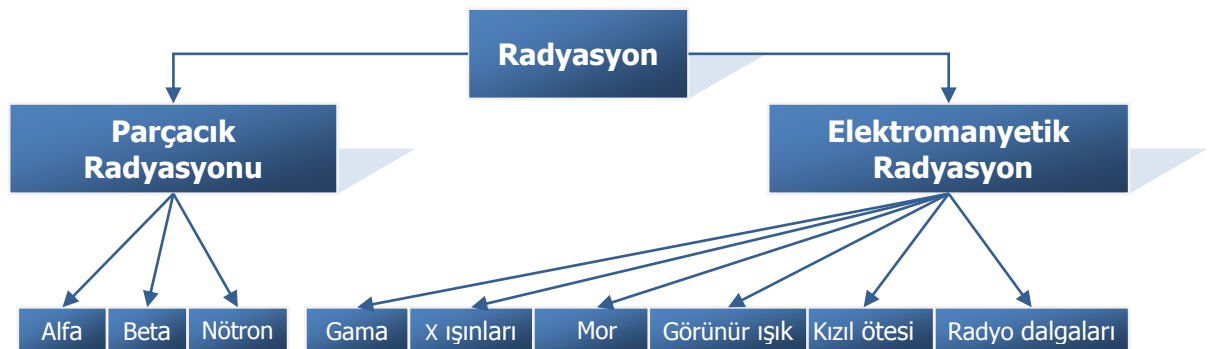 Radyasyon
Parçacık
Radyasyonu
Elektromanyetik
Radyasyon
Alfa
Beta
Nötron
Gama
X ışınları
Mor
Görünür ışık
Kızıl ötesi
Radyo dalgaları